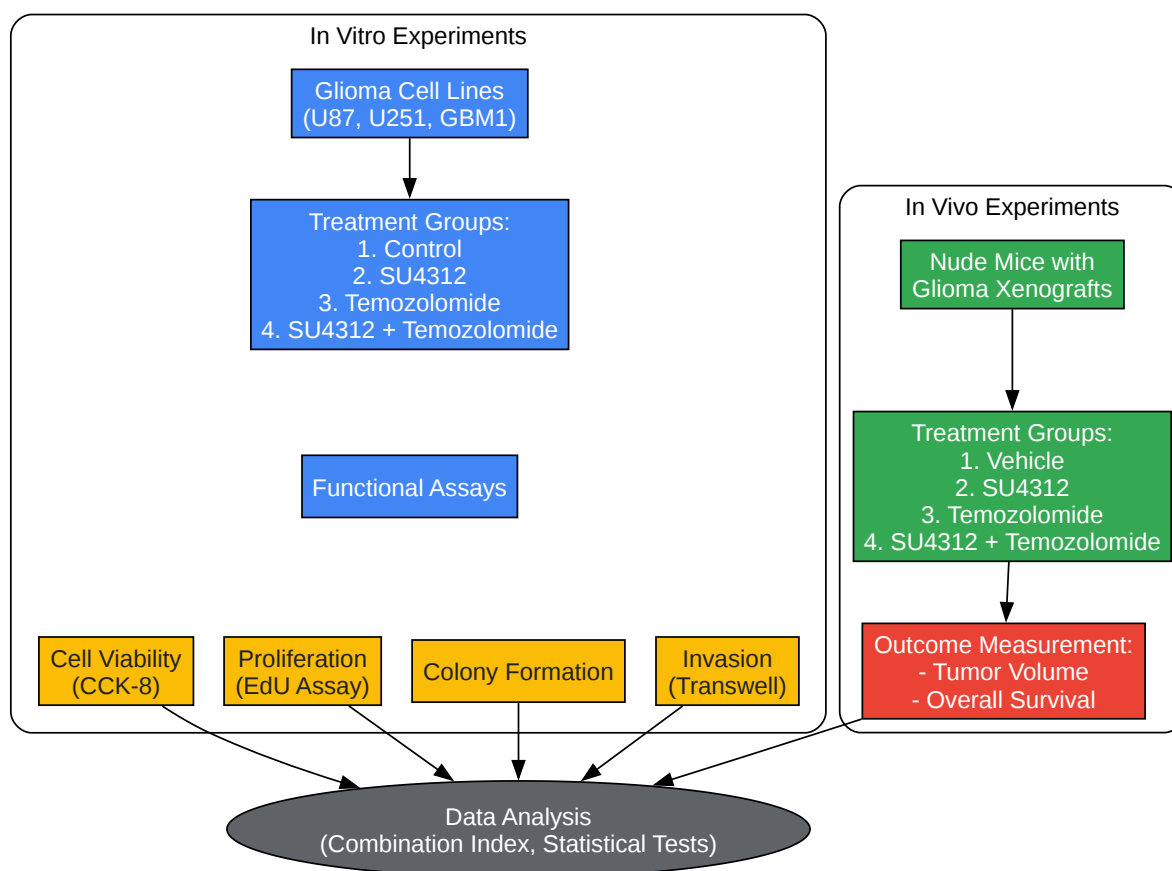 In Vitro Experiments
Glioma Cell Lines
(U87, U251, GBM1)
Treatment Groups:
1. Control
2. SU4312
3. Temozolomide
4. SU4312 + Temozolomide
Functional Assays
Cell Viability
(CCK-8)
Proliferation
(EdU Assay)
Colony Formation
Invasion
(Transwell)
In Vivo Experiments
Nude Mice with
Glioma Xenografts
Treatment Groups:
1. Vehicle
2. SU4312
3. Temozolomide
4. SU4312 + Temozolomide
Outcome Measurement:
- Tumor Volume
- Overall Survival
Data Analysis
(Combination Index, Statistical Tests)